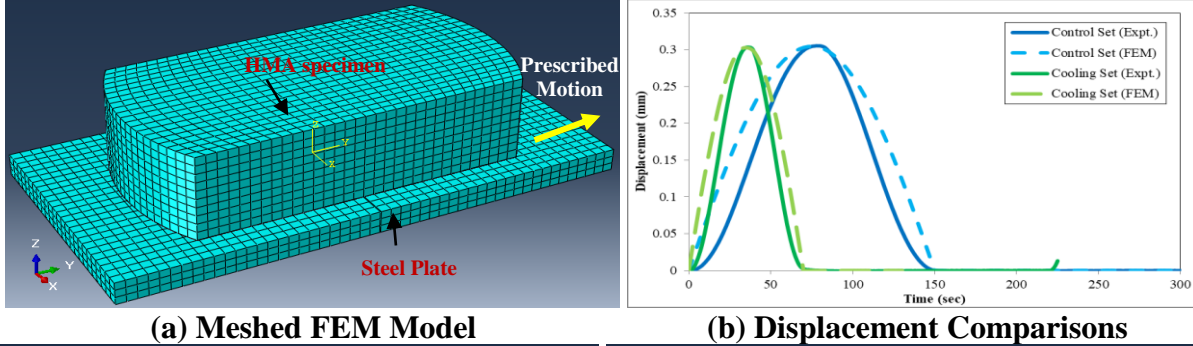 HMA specimen
Prescribed
Motion
Steel Plate
Z
Y
X
Z
Y
X
(a) Meshed FEM Model
0.35
0.3
0.25
0.2
0.15
0.1
0.05
0
Displacement (mm)
Control Set (Expt.)
Control Set (FEM)
Cooling Set (Expt.)
Cooling Set (FEM)
0
50
100
150
200
250
300
Time (sec)
(b) Displacement Comparisons